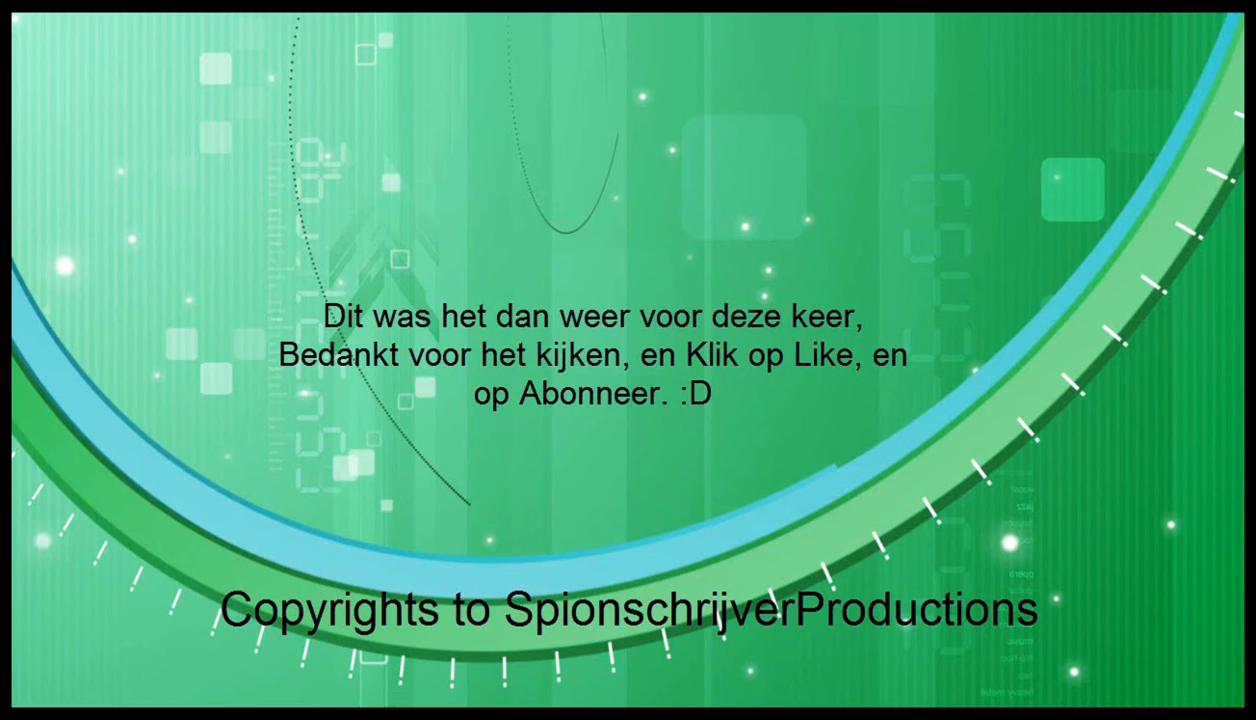 Dit was het dan weer voor deze keer,
Bedankt voor het kijken, en Klik op Like, en
op Abonneer. :D
Copyrights to SpionschrijverProductions